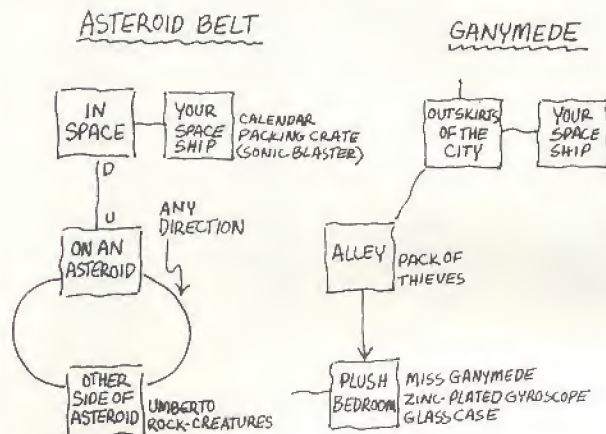 ASTEROID BELT
IN
SPACE
YOUR
SPACE
SHIP
CALENDAR
PACKING CRATE
(SONIC BLASTER)
D
U
ANY
DIRECTION
ON AN
ASTEROID
OTHER
SIDE OF
ASTEROID
UMBERTO
ROCK-CREATURES
GANYMEDE
OUTSKIRTS
OF THE
CITY
YOUR
SPACE
SHIP
ALLEY
PACK OF
THIEVES
PLUSH
BEDROOM
MISS GANYMEDE
ZINC-PLATED GYROSCOPE
GLASS CASE